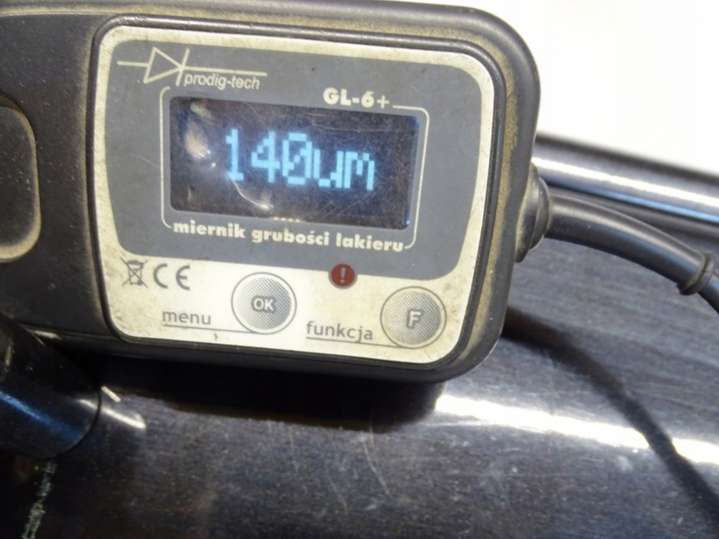 prodig-tech
GL-6+
140um
miernik grubości lakieru
CE
OK
menu
!
funkcja
F